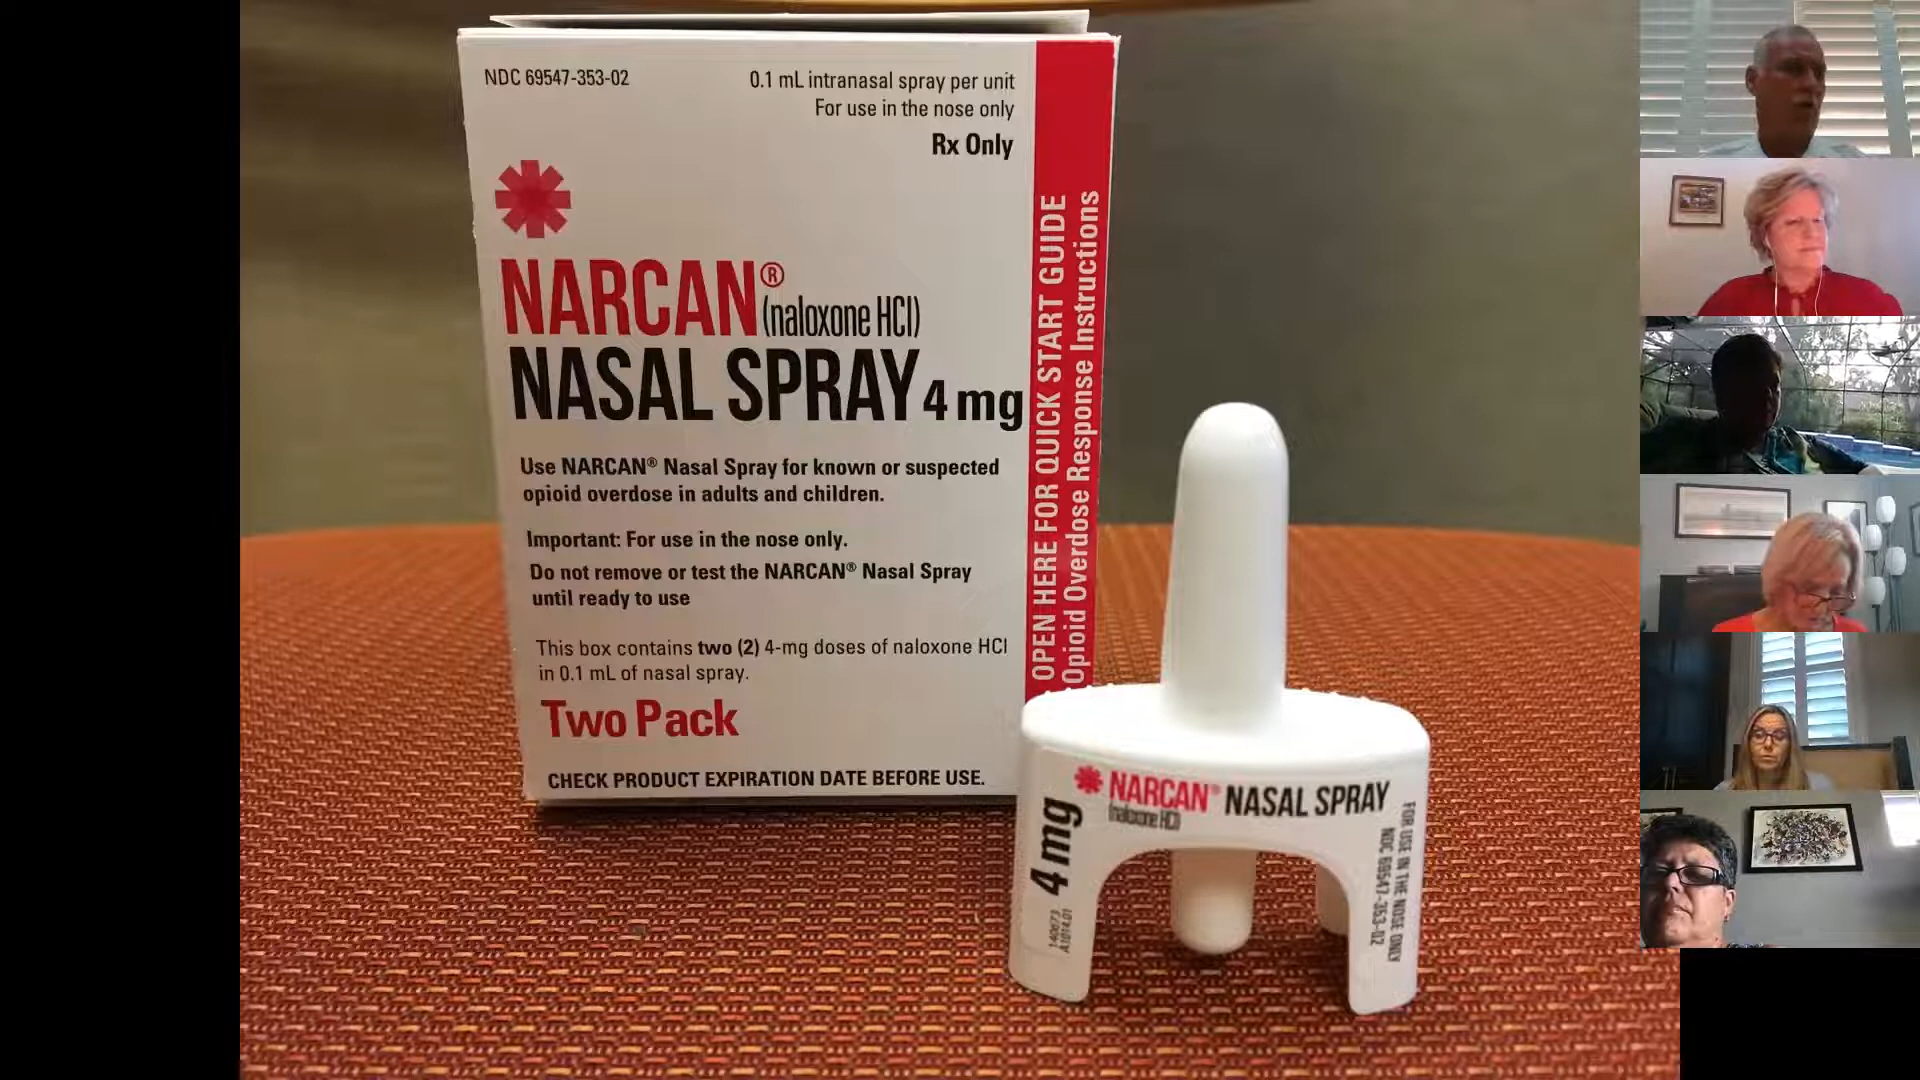 NDC 69547-353-02
0.1 mL intranasal spray per unit
For use in the nose only
Rx Only
NARCAN®
(naloxone HCl)
NASAL SPRAY 4 mg
Use NARCAN® Nasal Spray for known or suspected
opioid overdose in adults and children.
Important: For use in the nose only.
Do not remove or test the NARCAN® Nasal Spray
until ready to use
This box contains two (2) 4-mg doses of naloxone HCl
in 0.1 mL of nasal spray.
Two Pack
CHECK PRODUCT EXPIRATION DATE BEFORE USE.
OPEN HERE FOR QUICK START GUIDE
Opioid Overdose Response Instructions
NARCAN® NASAL SPRAY
(naloxone HCl)
4 mg
FOR USE IN THE NOSE ONLY
NDC 69547-353-02